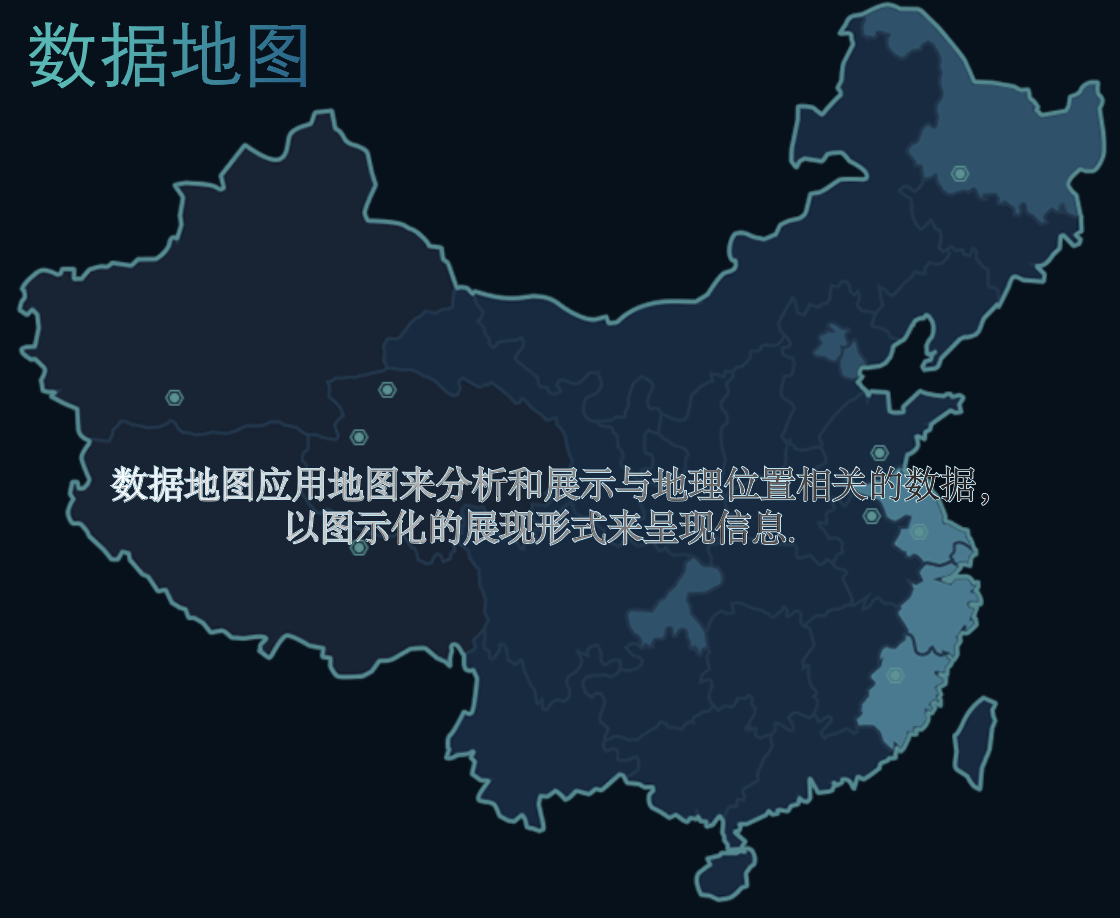 数据地图
数据地图应用地图来分析和展示与地理位置相关的数据，
以图示化的展现形式来呈现信息.